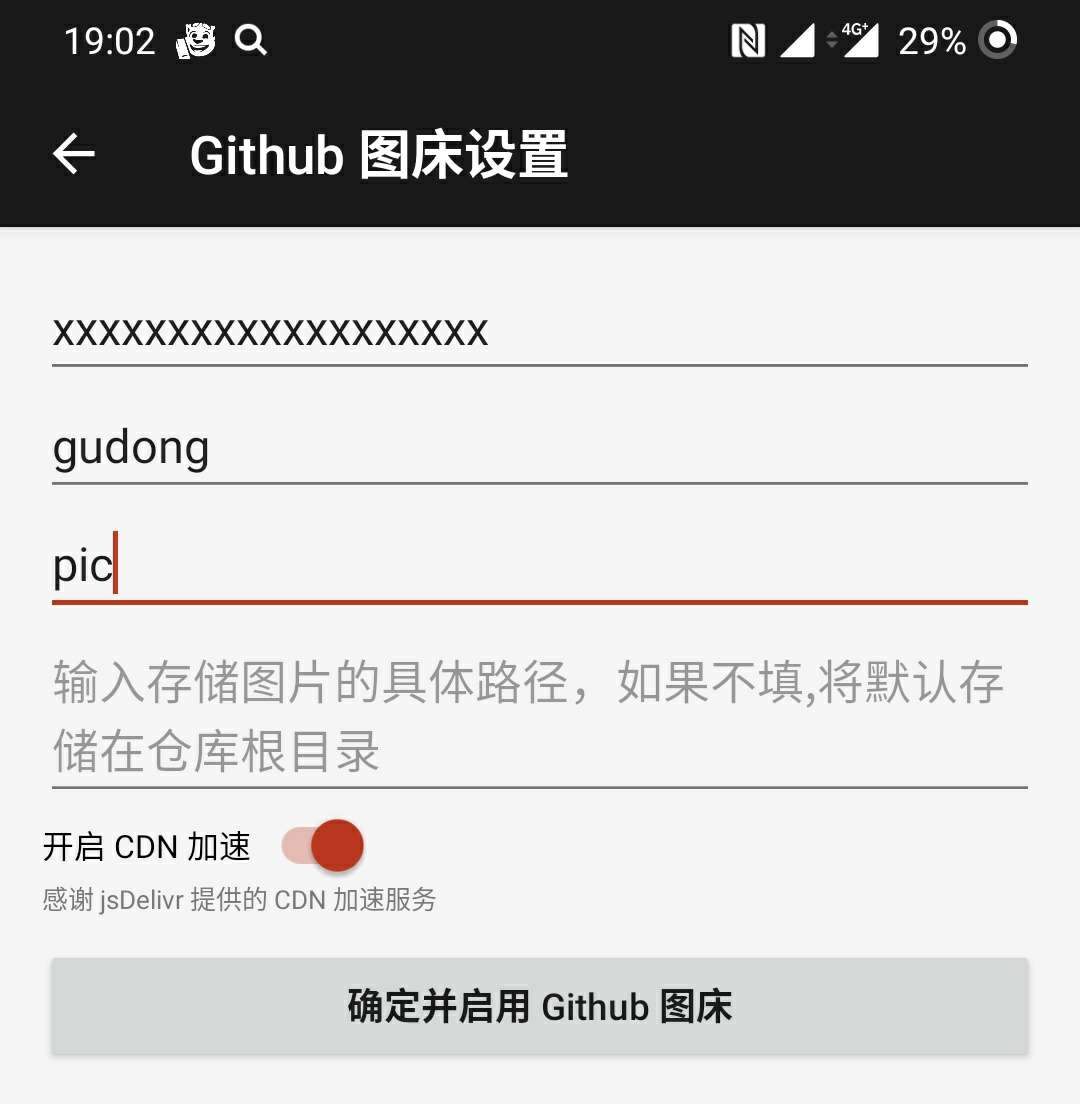 19:02 4G+ 29%
Github 图床设置
xxxxxxxxxxxxxxxxxxx
gudong
pic
输入存储图片的具体路径，如果不填,将默认存
储在仓库根目录
开启 CDN 加速
感谢 jsDelivr 提供的 CDN 加速服务
确定并启用 Github 图床